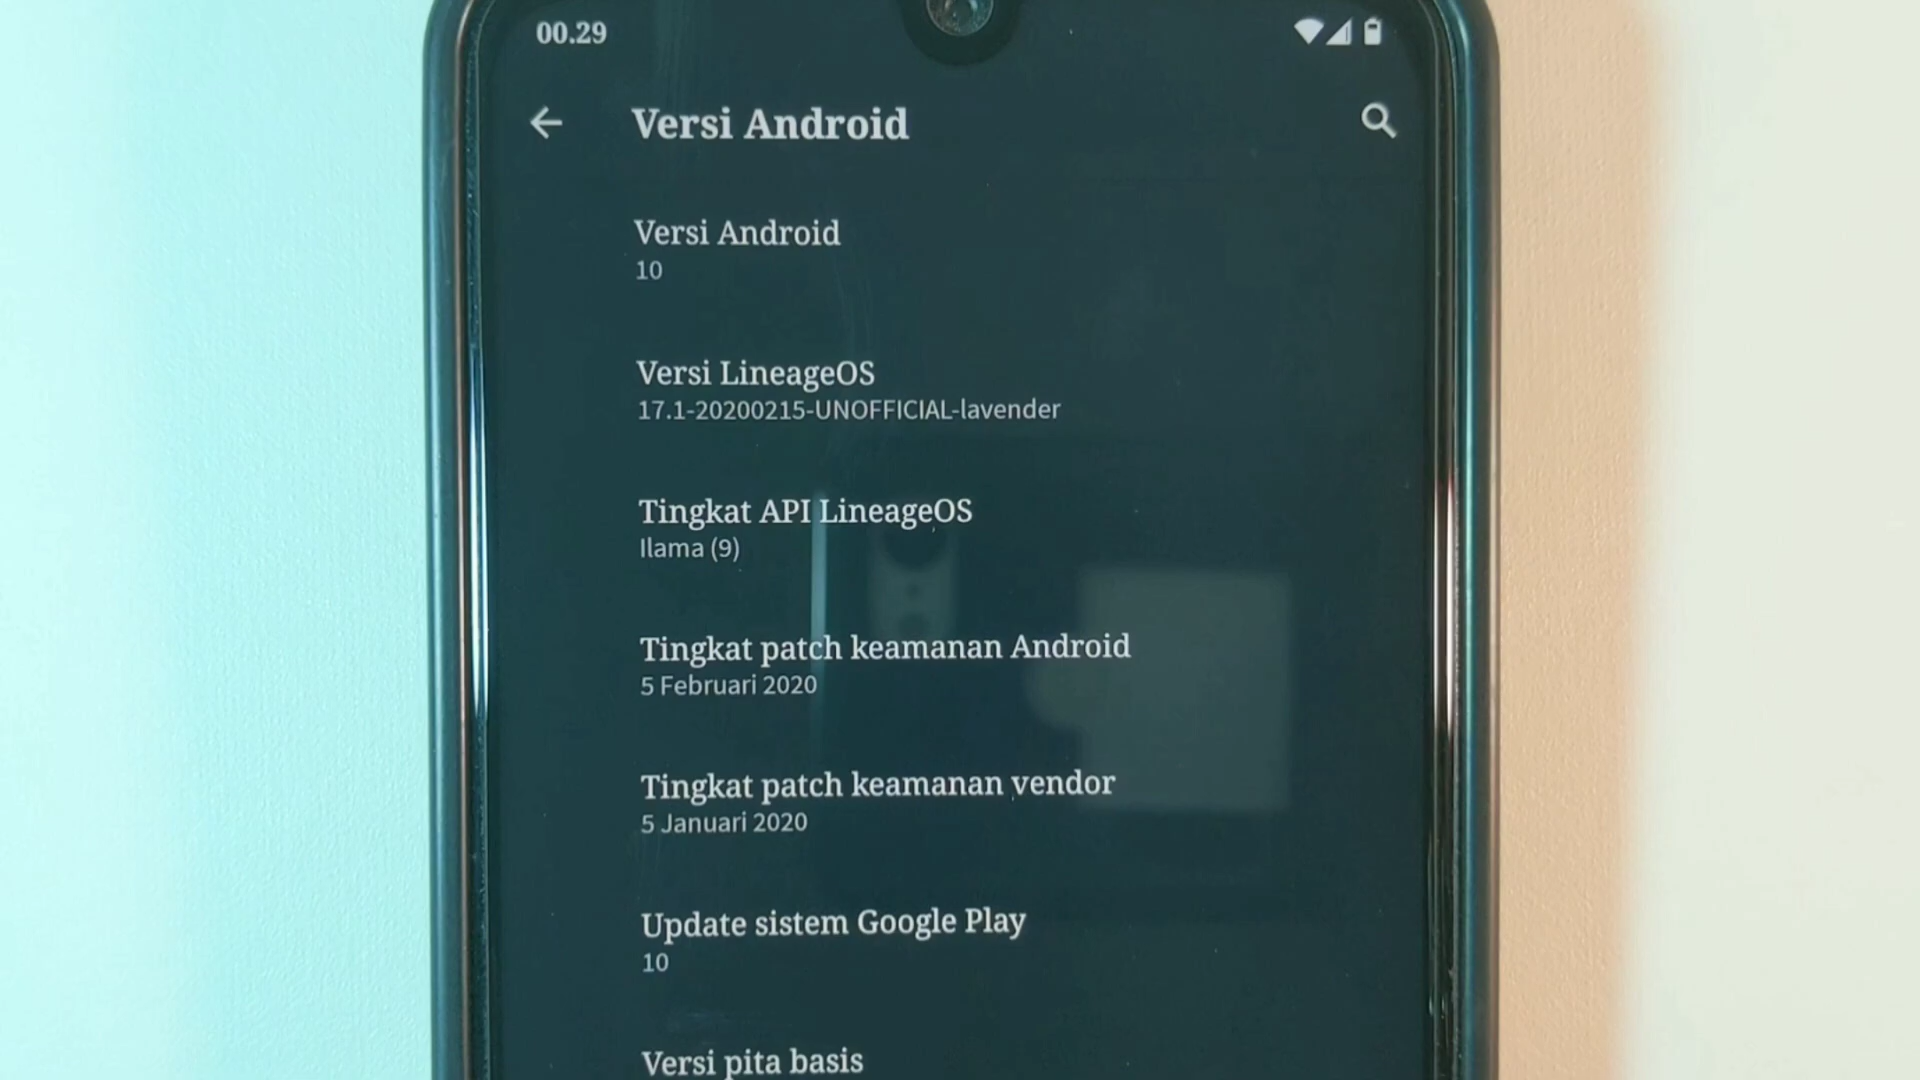 00.29
Versi Android
Versi Android
10
Versi LineageOS
17.1-20200215-UNOFFICIAL-lavender
Tingkat API LineageOS
Ilama (9)
Tingkat patch keamanan Android
5 Februari 2020
Tingkat patch keamanan vendor
5 Januari 2020
Update sistem Google Play
10
Versi pita basis